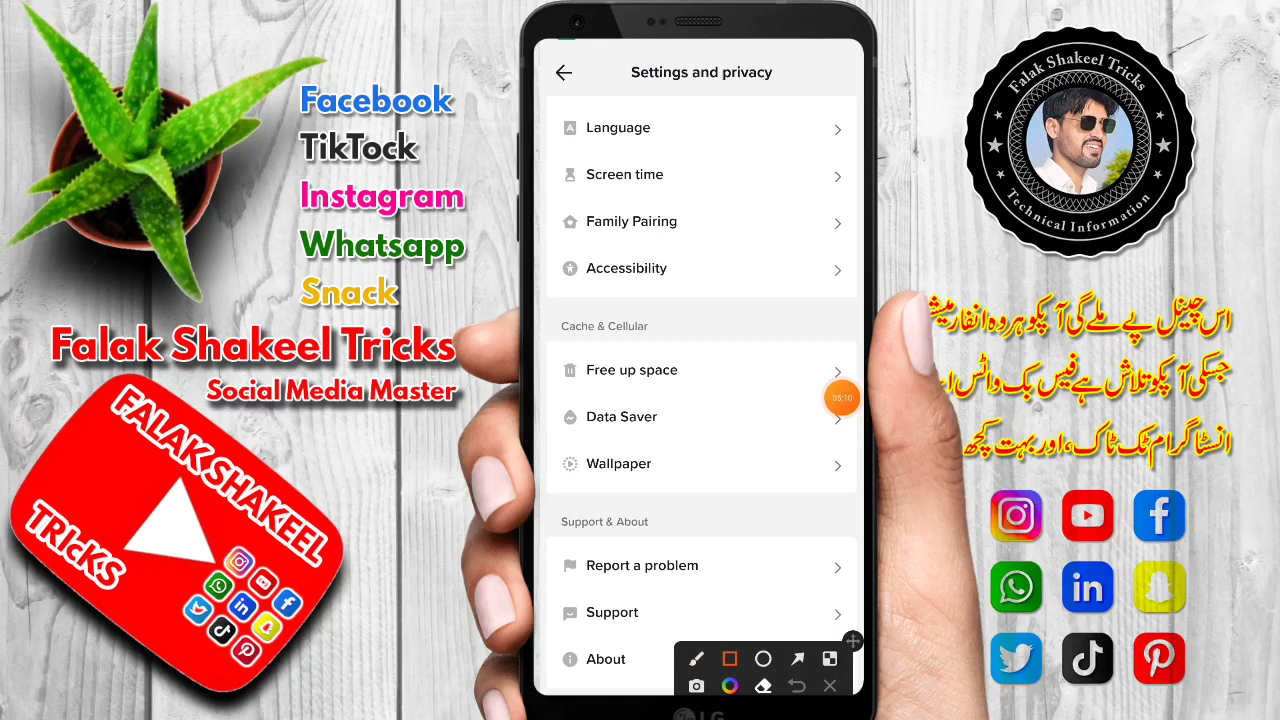 Facebook
TikTock
Instagram
Whatsapp
Snack
Falak Shakeel Tricks
Social Media Master
FALAK SHAKEEL
TRIcKS
Settings and privacy
Language
Screen time
Family Pairing
Accessibility
Cache & Cellular
Free up space
05:10
Data Saver
Wallpaper
Support & About
Report a problem
Support
About
LG
Falak Shakeel Tricks
Technical Information
اس چینل پے ملے گی آپکو ہر وہ
جسکی آپکو تلاش ہے فیس بک واٹس
انسٹاگرام ٹک ٹاک،اور بہت کچھ
in